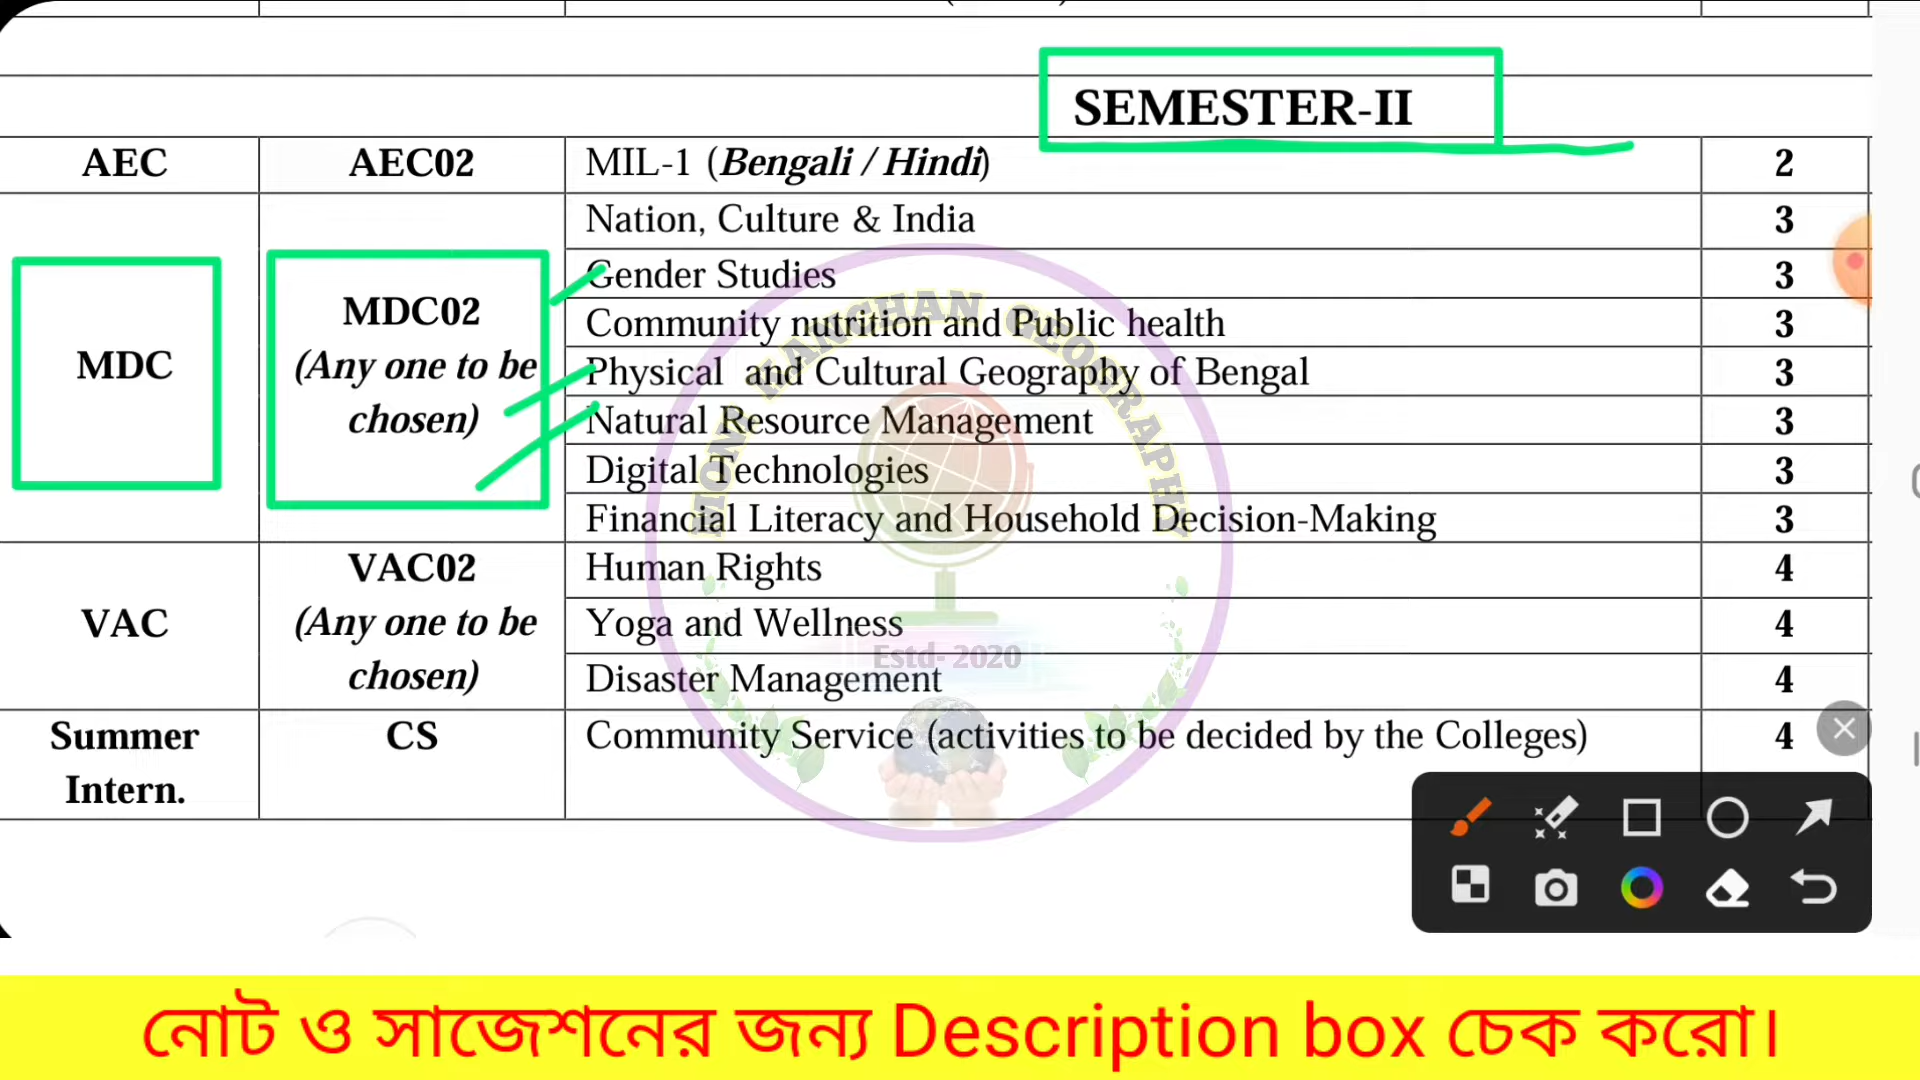 SEMESTER-II
AEC AEC02 MIL-1 (Bengali / Hindi) 2
MDC MDC02 (Any one to be chosen) Nation, Culture & India 3
Gender Studies 3
Community nutrition and Public health 3
Physical and Cultural Geography of Bengal 3
Natural Resource Management 3
Digital Technologies 3
Financial Literacy and Household Decision-Making 3
VAC VAC02 (Any one to be chosen) Human Rights 4
Yoga and Wellness 4
Disaster Management 4
Summer Intern. CS Community Service (activities to be decided by the Colleges) 4
Estd- 2020
নোট ও সাজেশনের জন্য Description box চেক করো।